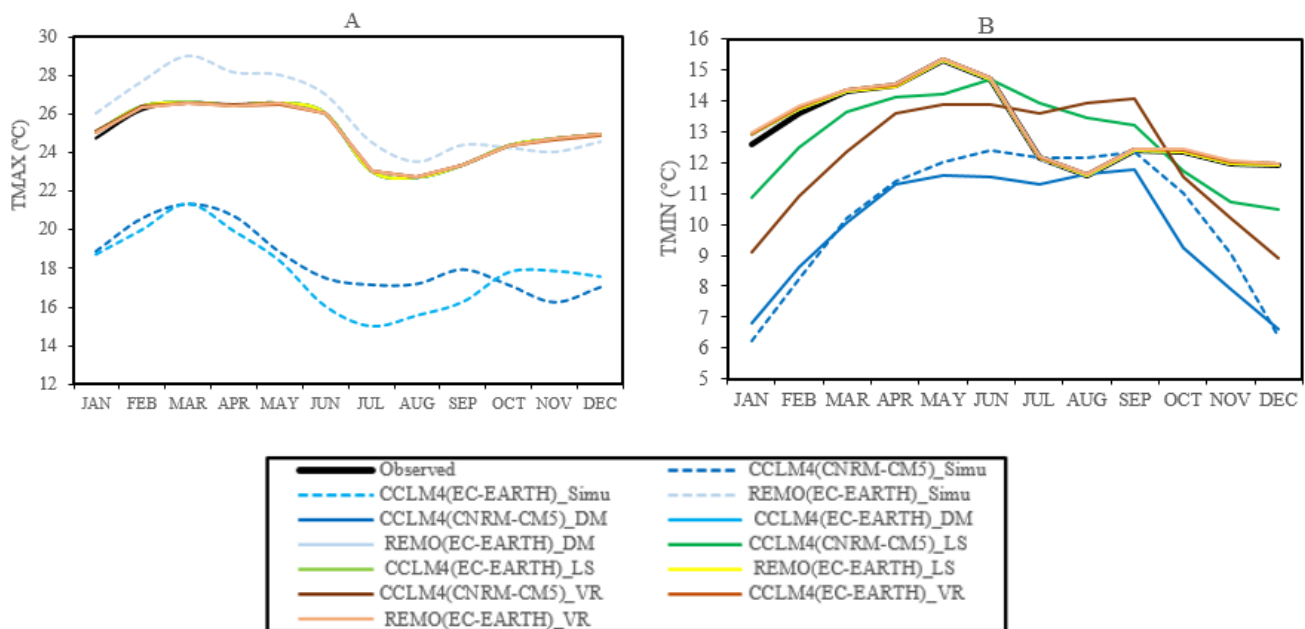 A
B
TMAX (°C)
30
28
26
24
22
20
18
16
14
12
JAN FEB MAR APR MAY JUN JUL AUG SEP OCT NOV DEC
TMIN (°C)
16
15
14
13
12
11
10
9
8
7
6
5
JAN FEB MAR APR MAY JUN JUL AUG SEP OCT NOV DEC
Observed CCLM4(CNRM-CM5)_Simu
CCLM4(EC-EARTH)_Simu REMO(EC-EARTH)_Simu
CCLM4(CNRM-CM5)_DM CCLM4(EC-EARTH)_DM
REMO(EC-EARTH)_DM CCLM4(CNRM-CM5)_LS
CCLM4(EC-EARTH)_LS REMO(EC-EARTH)_LS
CCLM4(CNRM-CM5)_VR CCLM4(EC-EARTH)_VR
REMO(EC-EARTH)_VR